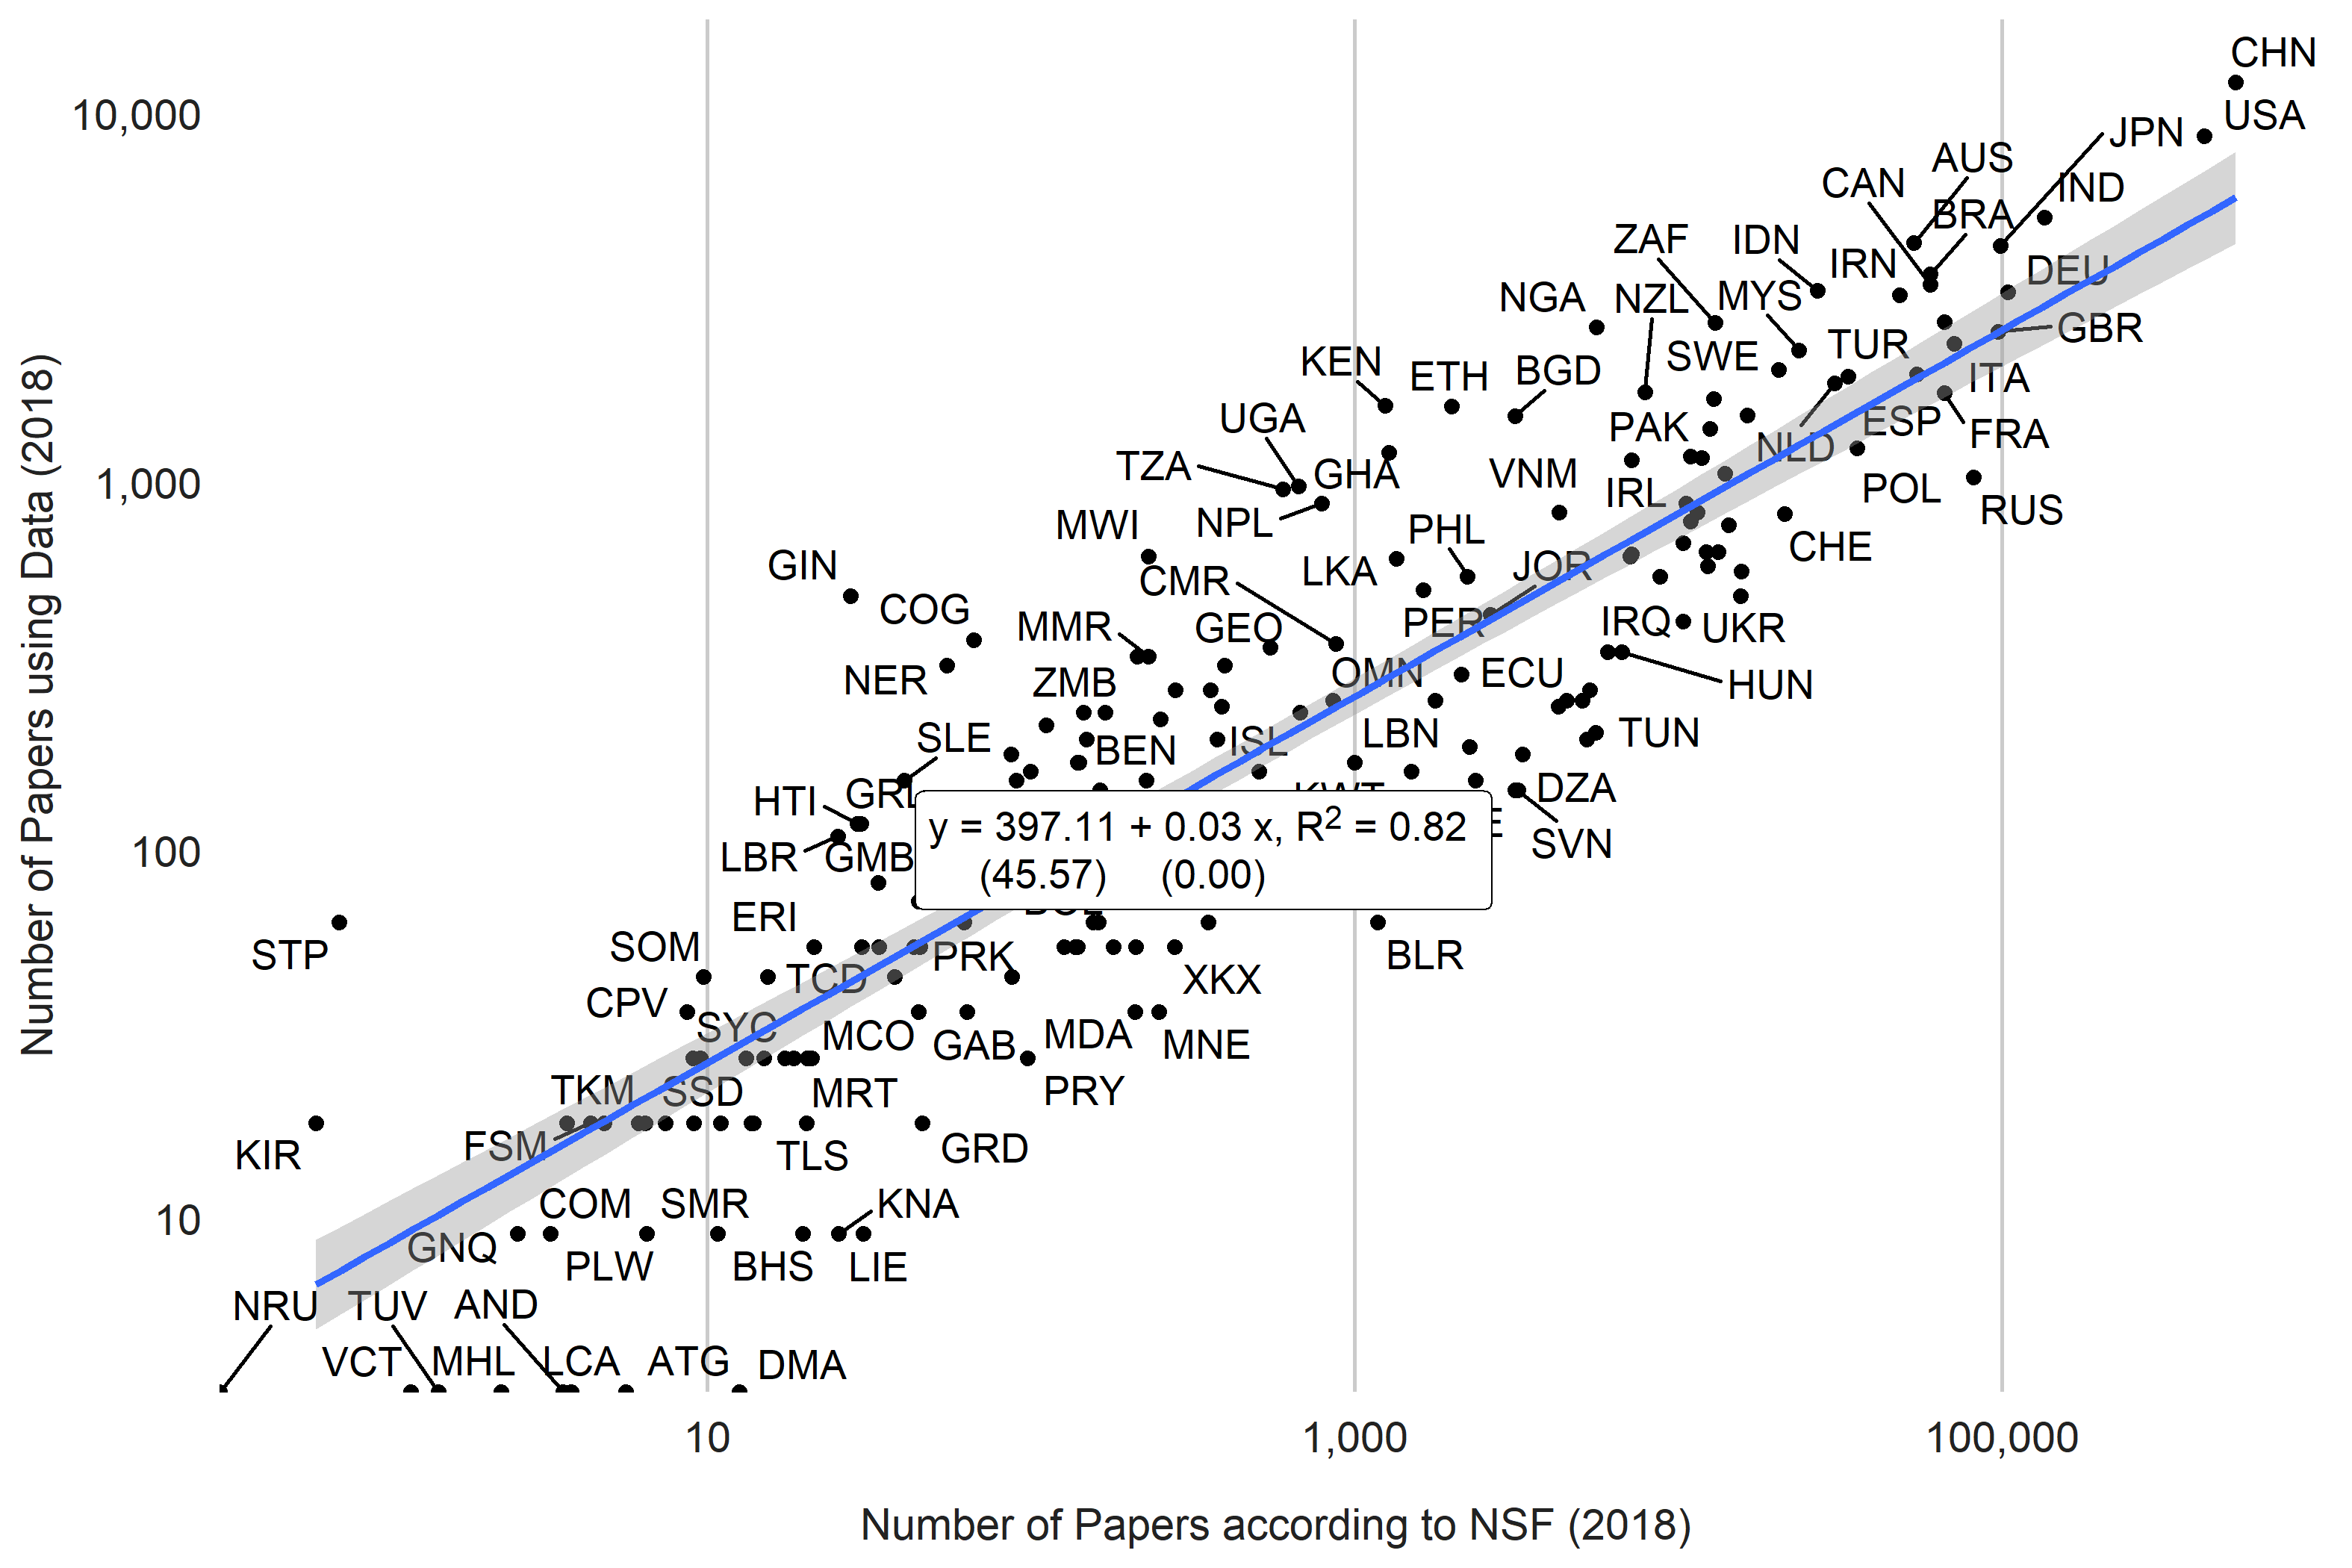 CHN
10,000
USA
JPN
AUS
CAN
IND
BRA
ZAF
IDN
IRN
DEU
NGA
NZL
MYS
GBR
TUR
SWE
KEN
ETH
BGD
ITA
UGA
PAK
ESP
FRA
NLD
TZA
GHA
VNM
1,000
IRL
POL
RUS
NPL
MWI
PHL
CHE
GIN
CMR
LKA
JOR
COG
MMR
GEO
PER
IRQ
UKR
NER
ZMB
OMN
ECU
HUN
SLE
BEN
ISL
LBN
TUN
HTI
GRL
KWT
DZA
y = 397.11 + 0.03 x, R² = 0.82
(45.57) (0.00)
SVN
100
LBR
GMB
ERI
STP
SOM
TCD
PRK
BLR
XKX
CPV
SYC
MCO
GAB
MDA
MNE
TKM
SSD
MRT
PRY
KIR
FSM
TLS
GRD
10
COM
SMR
KNA
GNQ
PLW
BHS
LIE
NRU
TUV
AND
VCT
MHL
LCA
ATG
DMA
10
1,000
100,000
Number of Papers according to NSF (2018)
Number of Papers using Data (2018)